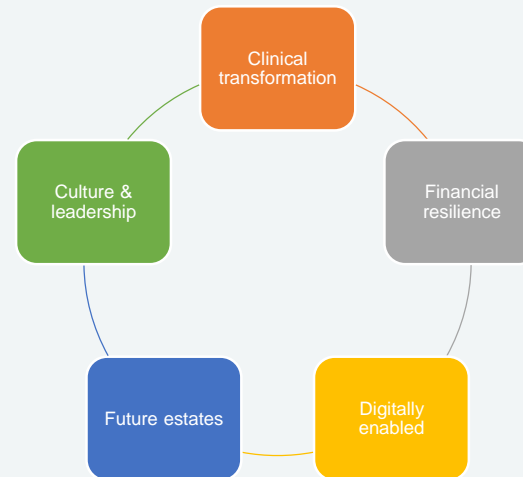 Clinical
transformation
Financial
resilience
Digitally
enabled
Future estates
Culture &
leadership